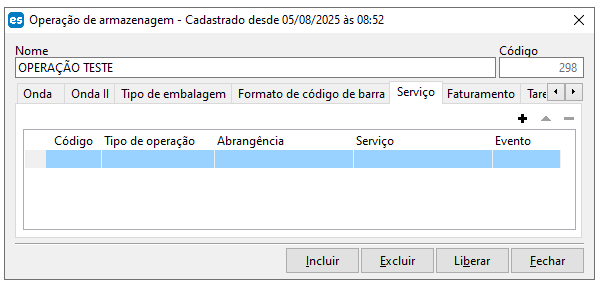 es Operação de armazenagem - Cadastrado desde 05/08/2025 às 08:52
Nome Código
OPERAÇÃO TESTE 298
Onda Onda II Tipo de embalagem Formato de código de barra Serviço Faturamento Tare
Código Tipo de operação Abrangência Serviço Evento
Incluir Excluir Liberar Fechar